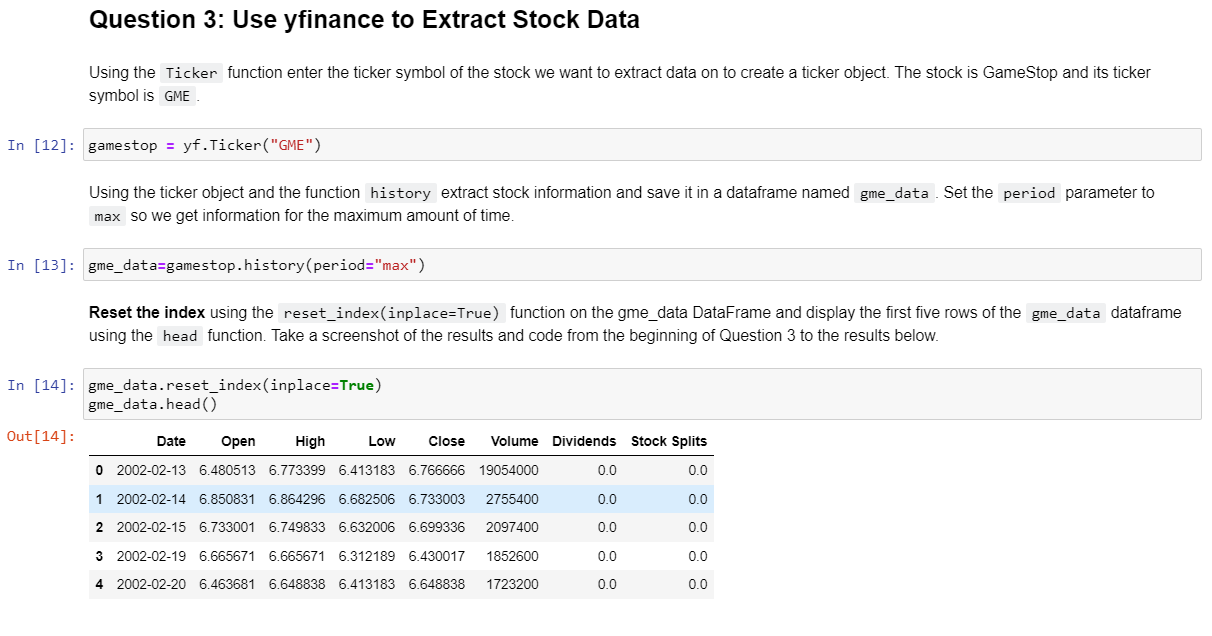 Question 3: Use yfinance to Extract Stock Data
Using the Ticker function enter the ticker symbol of the stock we want to extract data on to create a ticker object. The stock is GameStop and its ticker
symbol is GME .
In [12]: gamestop = yf.Ticker("GME")
Using the ticker object and the function history extract stock information and save it in a dataframe named gme_data . Set the period parameter to
max so we get information for the maximum amount of time.
In [13]: gme_data=gamestop.history(period="max")
Reset the index using the reset_index(inplace=True) function on the gme_data DataFrame and display the first five rows of the gme_data dataframe
using the head function. Take a screenshot of the results and code from the beginning of Question 3 to the results below.
In [14]: gme_data.reset_index(inplace=True)
gme_data.head()
Out[14]:
Date Open High Low Close Volume Dividends Stock Splits
0 2002-02-13 6.480513 6.773399 6.413183 6.766666 19054000 0.0 0.0
1 2002-02-14 6.850831 6.864296 6.682506 6.733003 2755400 0.0 0.0
2 2002-02-15 6.733001 6.749833 6.632006 6.699336 2097400 0.0 0.0
3 2002-02-19 6.665671 6.665671 6.312189 6.430017 1852600 0.0 0.0
4 2002-02-20 6.463681 6.648838 6.413183 6.648838 1723200 0.0 0.0